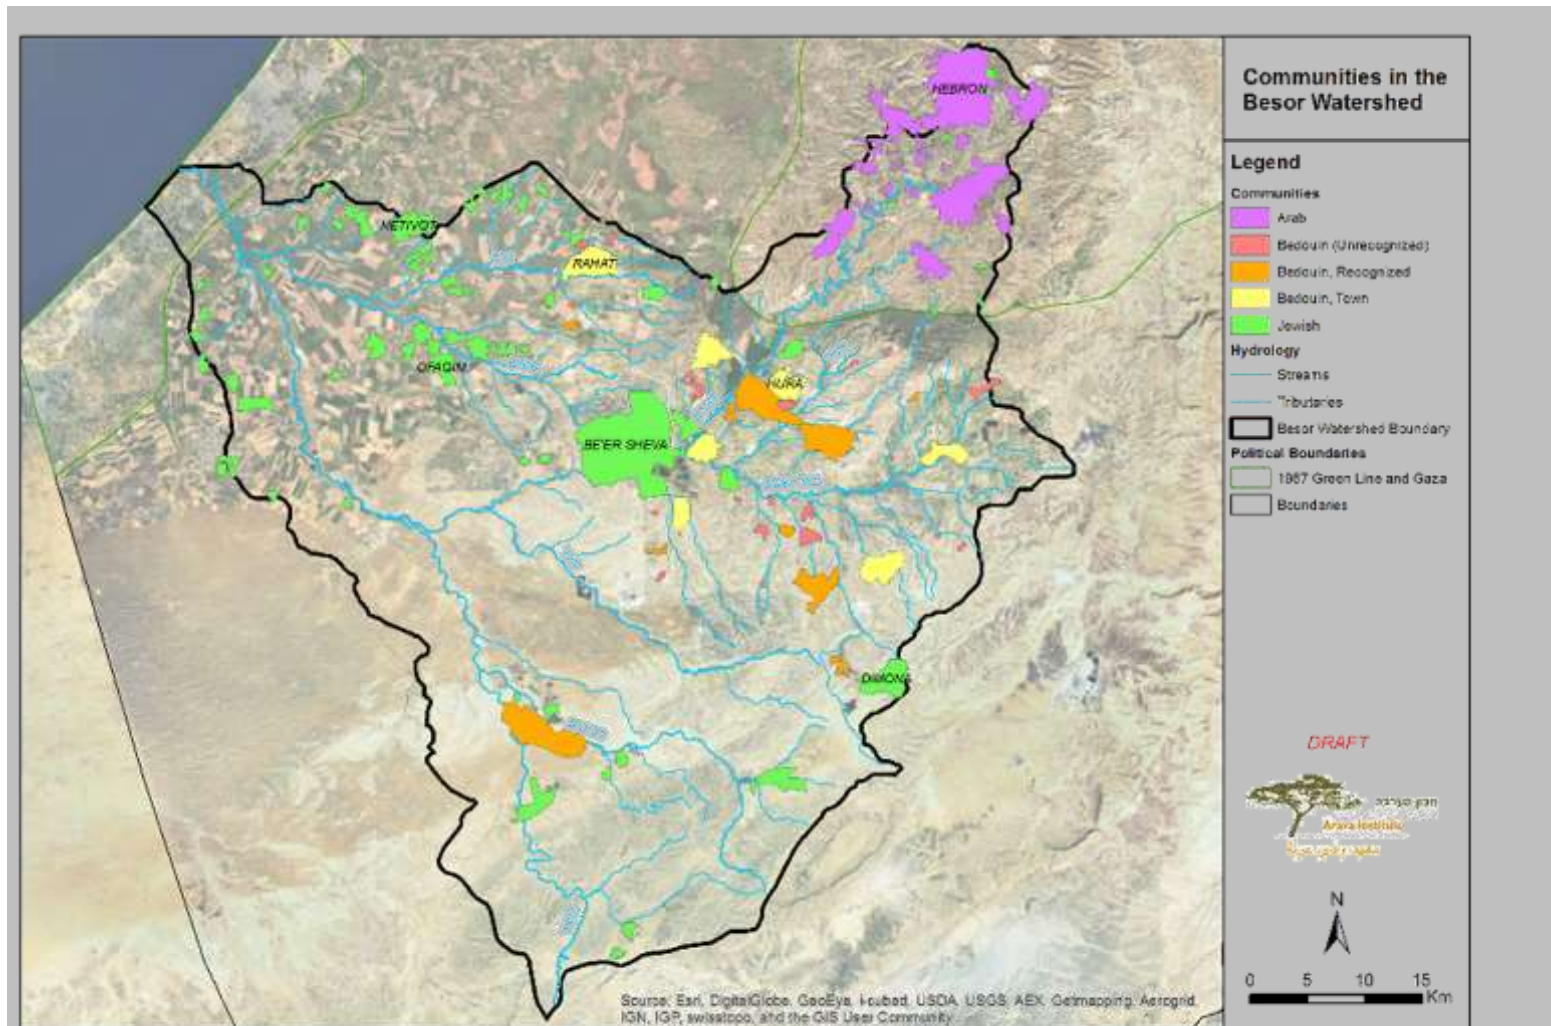 HEBRON
NETIVOT
RAHAT
OFAQIM
HURA
BE'ER SHEVA
DIMONA
Source: Esri, DigitalGlobe, GeoEye, i-cubed, USDA, USGS, AEX, Getmapping, Aerogrid,
IGN, IGP, swisstopo, and the GIS User Community
Communities in the
Besor Watershed
Legend
Communities
Arab
Bedouin (Unrecognized)
Bedouin, Recognized
Bedouin, Town
Jewish
Hydrology
Streams
Tributaries
Besor Watershed Boundary
Political Boundaries
1967 Green Line and Gaza
Boundaries
DRAFT
Arava Institute
N
0 5 10 15
Km